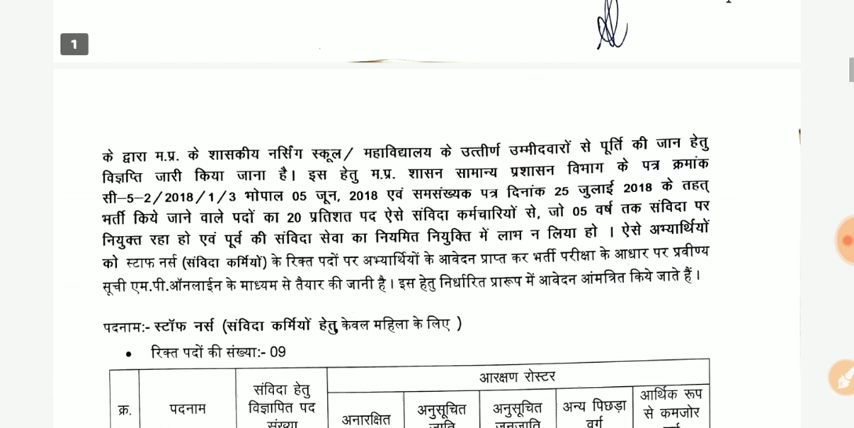 1
के द्वारा म.प्र. के शासकीय नर्सिंग स्कूल/ महाविद्यालय के उत्तीर्ण उम्मीदवारों से पूर्ति की जान हेतु
विज्ञप्ति जारी किया जाना है। इस हेतु म.प्र. शासन सामान्य प्रशासन विभाग के पत्र क्रमांक
सी–5–2/2018/1/3 भोपाल 05 जून, 2018 एवं समसंख्यक पत्र दिनांक 25 जुलाई 2018 के तहत्
भर्ती किये जाने वाले पदों का 20 प्रतिशत पद ऐसे संविदा कर्मचारियों से, जो 05 वर्ष तक संविदा पर
नियुक्त रहा हो एवं पूर्व की संविदा सेवा का नियमित नियुक्ति में लाभ न लिया हो । ऐसे अभ्यार्थियों
को स्टाफ नर्स (संविदा कर्मियों) के रिक्त पदों पर अभ्यार्थियों के आवेदन प्राप्त कर भर्ती परीक्षा के आधार पर प्रवीण्य
सूची एम.पी.ऑनलाईन के माध्यम से तैयार की जानी है। इस हेतु निर्धारित प्रारूप में आवेदन आंमत्रित किये जाते हैं।
पदनाम:- स्टॉफ नर्स (संविदा कर्मियों हेतु केवल महिला के लिए )
• रिक्त पदों की संख्या:- 09
आरक्षण रोस्टर
क्र. पदनाम संविदा हेतु विज्ञापित पद संख्या अनारक्षित अनुसूचित जाति अनुसूचित जनजाति अन्य पिछड़ा वर्ग आर्थिक रूप से कमजोर